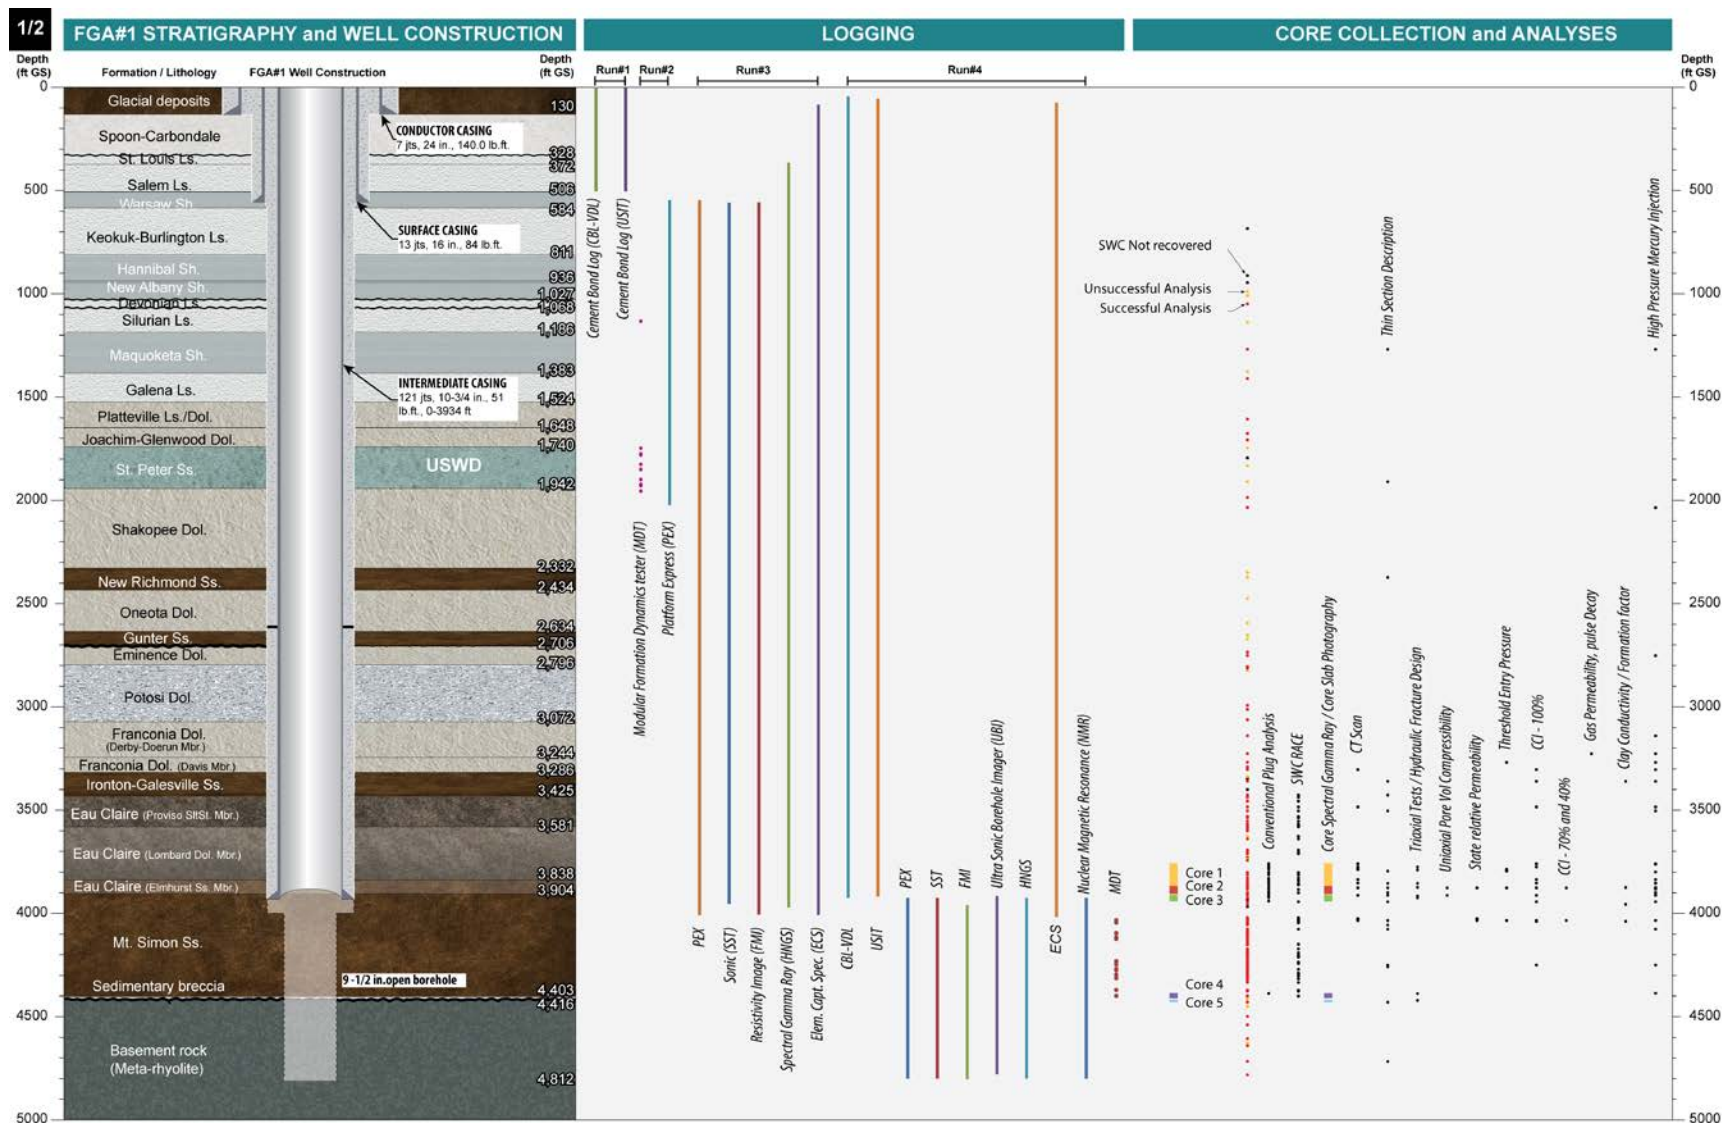 1/2
FGA#1 STRATIGRAPHY and WELL CONSTRUCTION
LOGGING
CORE COLLECTION and ANALYSES
Depth
(ft GS)
Formation / Lithology
FGA#1 Well Construction
Depth
(ft GS)
Run#1
Run#2
Run#3
Run#4
Depth
(ft GS)
0
500
1000
1500
2000
2500
3000
3500
4000
4500
5000
Glacial deposits
130
Spoon-Carbondale
328
St. Louis Ls.
372
Salem Ls.
506
Warsaw Sh.
584
Keokuk-Burlington Ls.
811
Hannibal Sh.
936
New Albany Sh.
1,027
Devonian Ls.
1,068
Silurian Ls.
1,186
Maquoketa Sh.
1,383
Galena Ls.
1,524
Platteville Ls./Dol.
1,648
Joachim-Glenwood Dol.
1,740
St. Peter Ss.
USWD
1,942
Shakopee Dol.
2,332
New Richmond Ss.
2,434
Oneota Dol.
2,634
Gunter Ss.
2,706
Eminence Dol.
2,796
Potosi Dol.
3,072
Franconia Dol.
(Derby-Doerun Mbr.)
3,244
Franconia Dol. (Davis Mbr.)
3,286
Ironton-Galesville Ss.
3,425
Eau Claire (Proviso SltSt. Mbr.)
3,581
Eau Claire (Lombard Dol. Mbr.)
3,838
Eau Claire (Elmhurst Ss. Mbr.)
3,904
Mt. Simon Ss.
Sedimentary breccia
4,403
4,416
Basement rock
(Meta-rhyolite)
4,812
CONDUCTOR CASING
7 jts, 24 in., 140.0 lb.ft.
SURFACE CASING
13 jts, 16 in., 84 lb.ft.
INTERMEDIATE CASING
121 jts, 10-3/4 in., 51
lb.ft., 0-3934 ft
9 -1/2 in.open borehole
Cement Bond Log (CBL-VDL)
Cement Bond Log (USIT)
Modular Formation Dynamics tester (MDT)
Platform Express (PEX)
PEX
Sonic (SST)
Resistivity Image (FMI)
Spectral Gamma Ray (HNGS)
Elem. Capt. Spec. (ECS)
CBL-VDL
USIT
PEX
SST
FMI
Ultra Sonic Borehole Imager (UBI)
HNGS
ECS
Nuclear Magnetic Resonance (NMR)
MDT
SWC Not recovered
Unsuccessful Analysis
Successful Analysis
Core 1
Core 2
Core 3
Core 4
Core 5
Conventional Plug Analysis
SWC RACE
Core Spectral Gamma Ray / Core Slab Photography
CT Scan
Thin Section Description
Triaxial Tests / Hydraulic Fracture Design
Uniaxial Pore Vol Compressibility
State relative Permeability
Threshold Entry Pressure
CCI - 100%
CCI - 70% and 40%
Gas Permeability, pulse Decay
Clay Conductivity / Formation factor
High Pressure Mercury Injection
0
500
1000
1500
2000
2500
3000
3500
4000
4500
5000